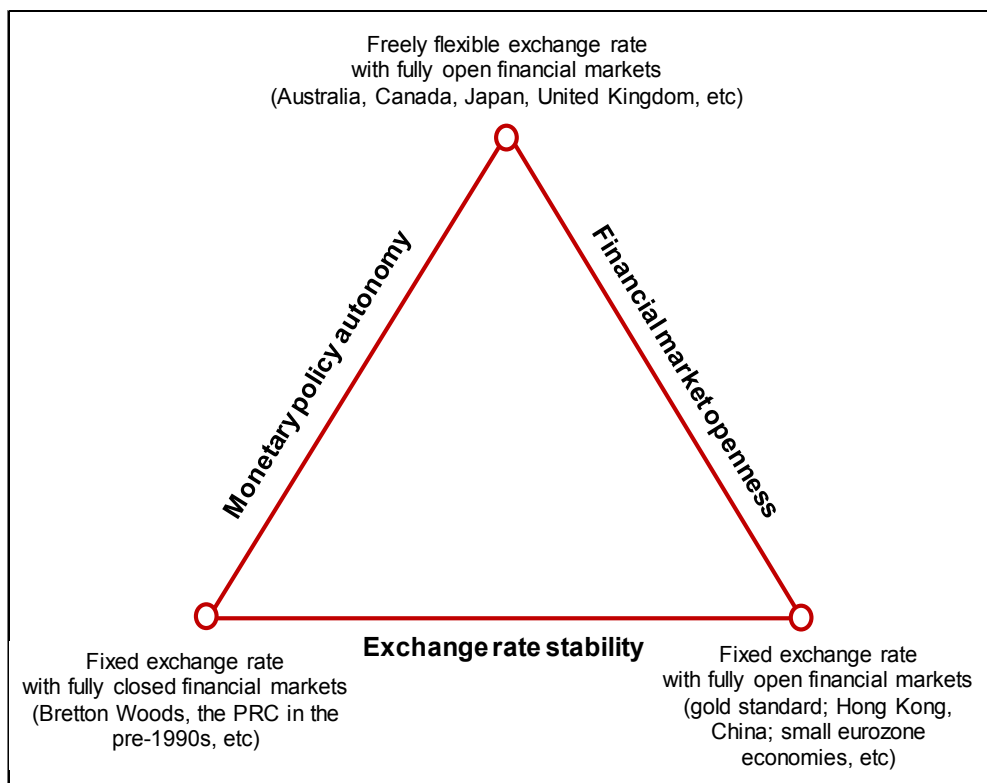 Freely flexible exchange rate
with fully open financial markets
(Australia, Canada, Japan, United Kingdom, etc)
Monetary policy autonomy
Financial market openness
Exchange rate stability
Fixed exchange rate
with fully closed financial markets
(Bretton Woods, the PRC in the
pre-1990s, etc)
Fixed exchange rate
with fully open financial markets
(gold standard; Hong Kong,
China; small eurozone
economies, etc)